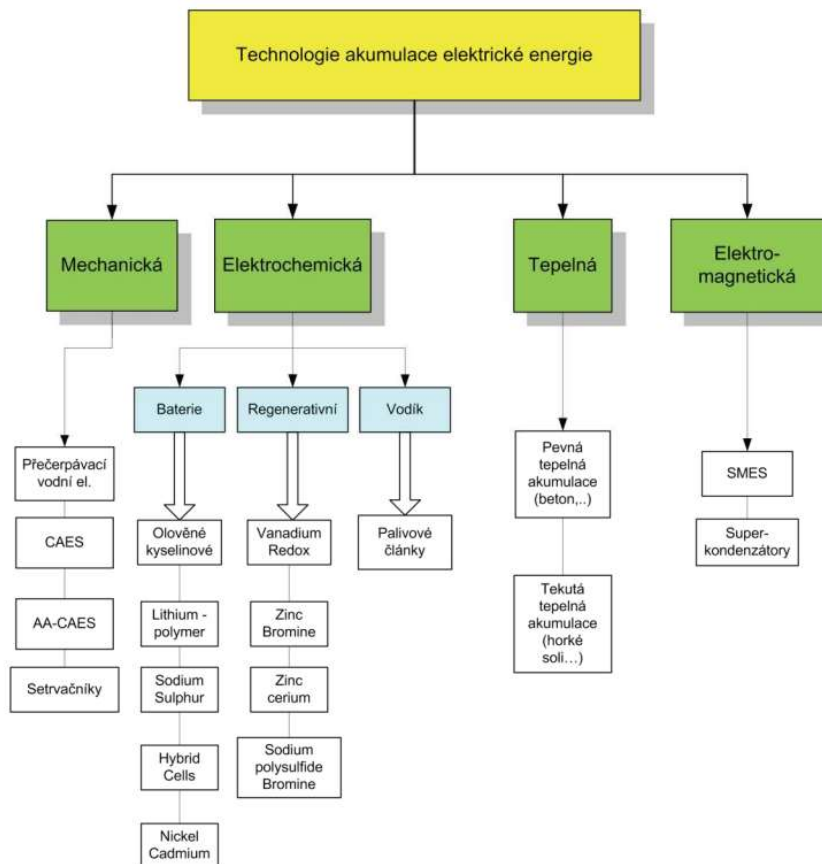 Technologie akumulace elektrické energie
Mechanická
Elektrochemická
Tepelná
Elektro-
magnetická
Baterie
Regenerativní
Vodík
Přečerpávací
vodní el.
CAES
AA-CAES
Setrvačníky
Olověné
kyselinové
Lithium -
polymer
Sodium
Sulphur
Hybrid
Cells
Nickel
Cadmium
Vanadium
Redox
Zinc
Bromine
Zinc
cerium
Sodium
polysulfide
Bromine
Palivové
články
Pevná
tepelná
akumulace
(beton,..)
Tekutá
tepelná
akumulace
(horké
soli…)
SMES
Super-
kondenzátory